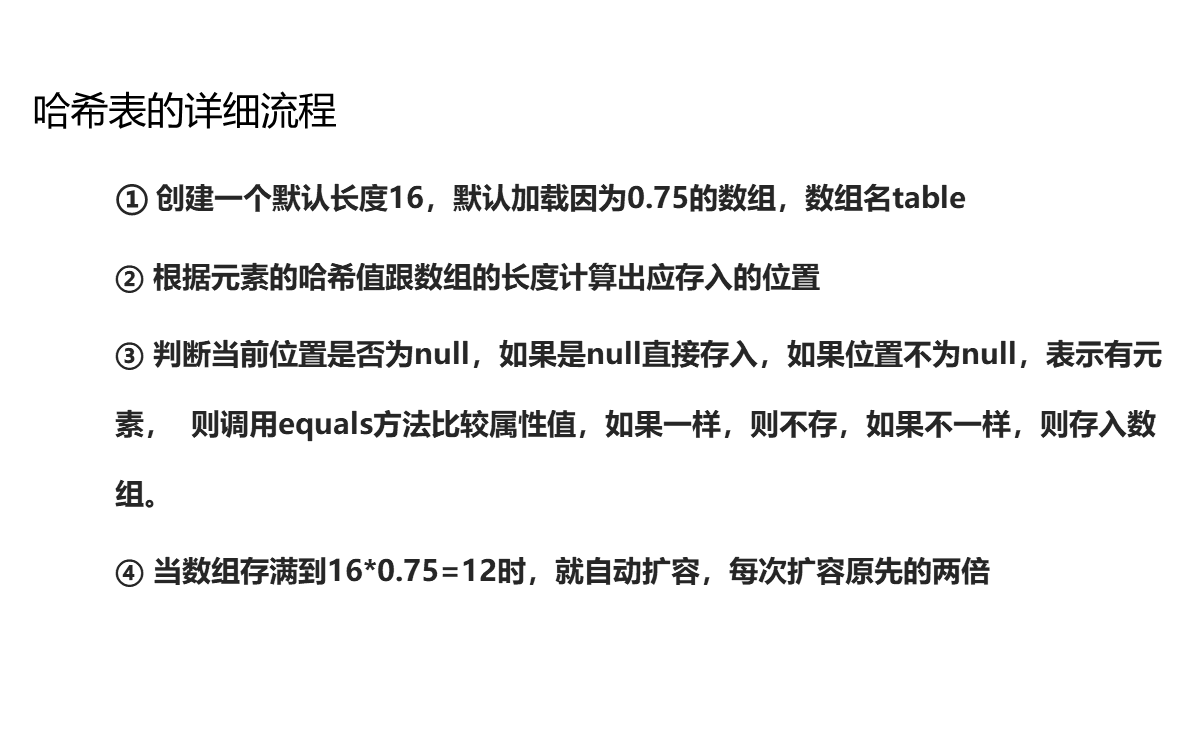 哈希表的详细流程
① 创建一个默认长度16，默认加载因为0.75的数组，数组名table
② 根据元素的哈希值跟数组的长度计算出应存入的位置
③ 判断当前位置是否为null，如果是null直接存入，如果位置不为null，表示有元
素， 则调用equals方法比较属性值，如果一样，则不存，如果不一样，则存入数
组。
④ 当数组存满到16*0.75=12时，就自动扩容，每次扩容原先的两倍